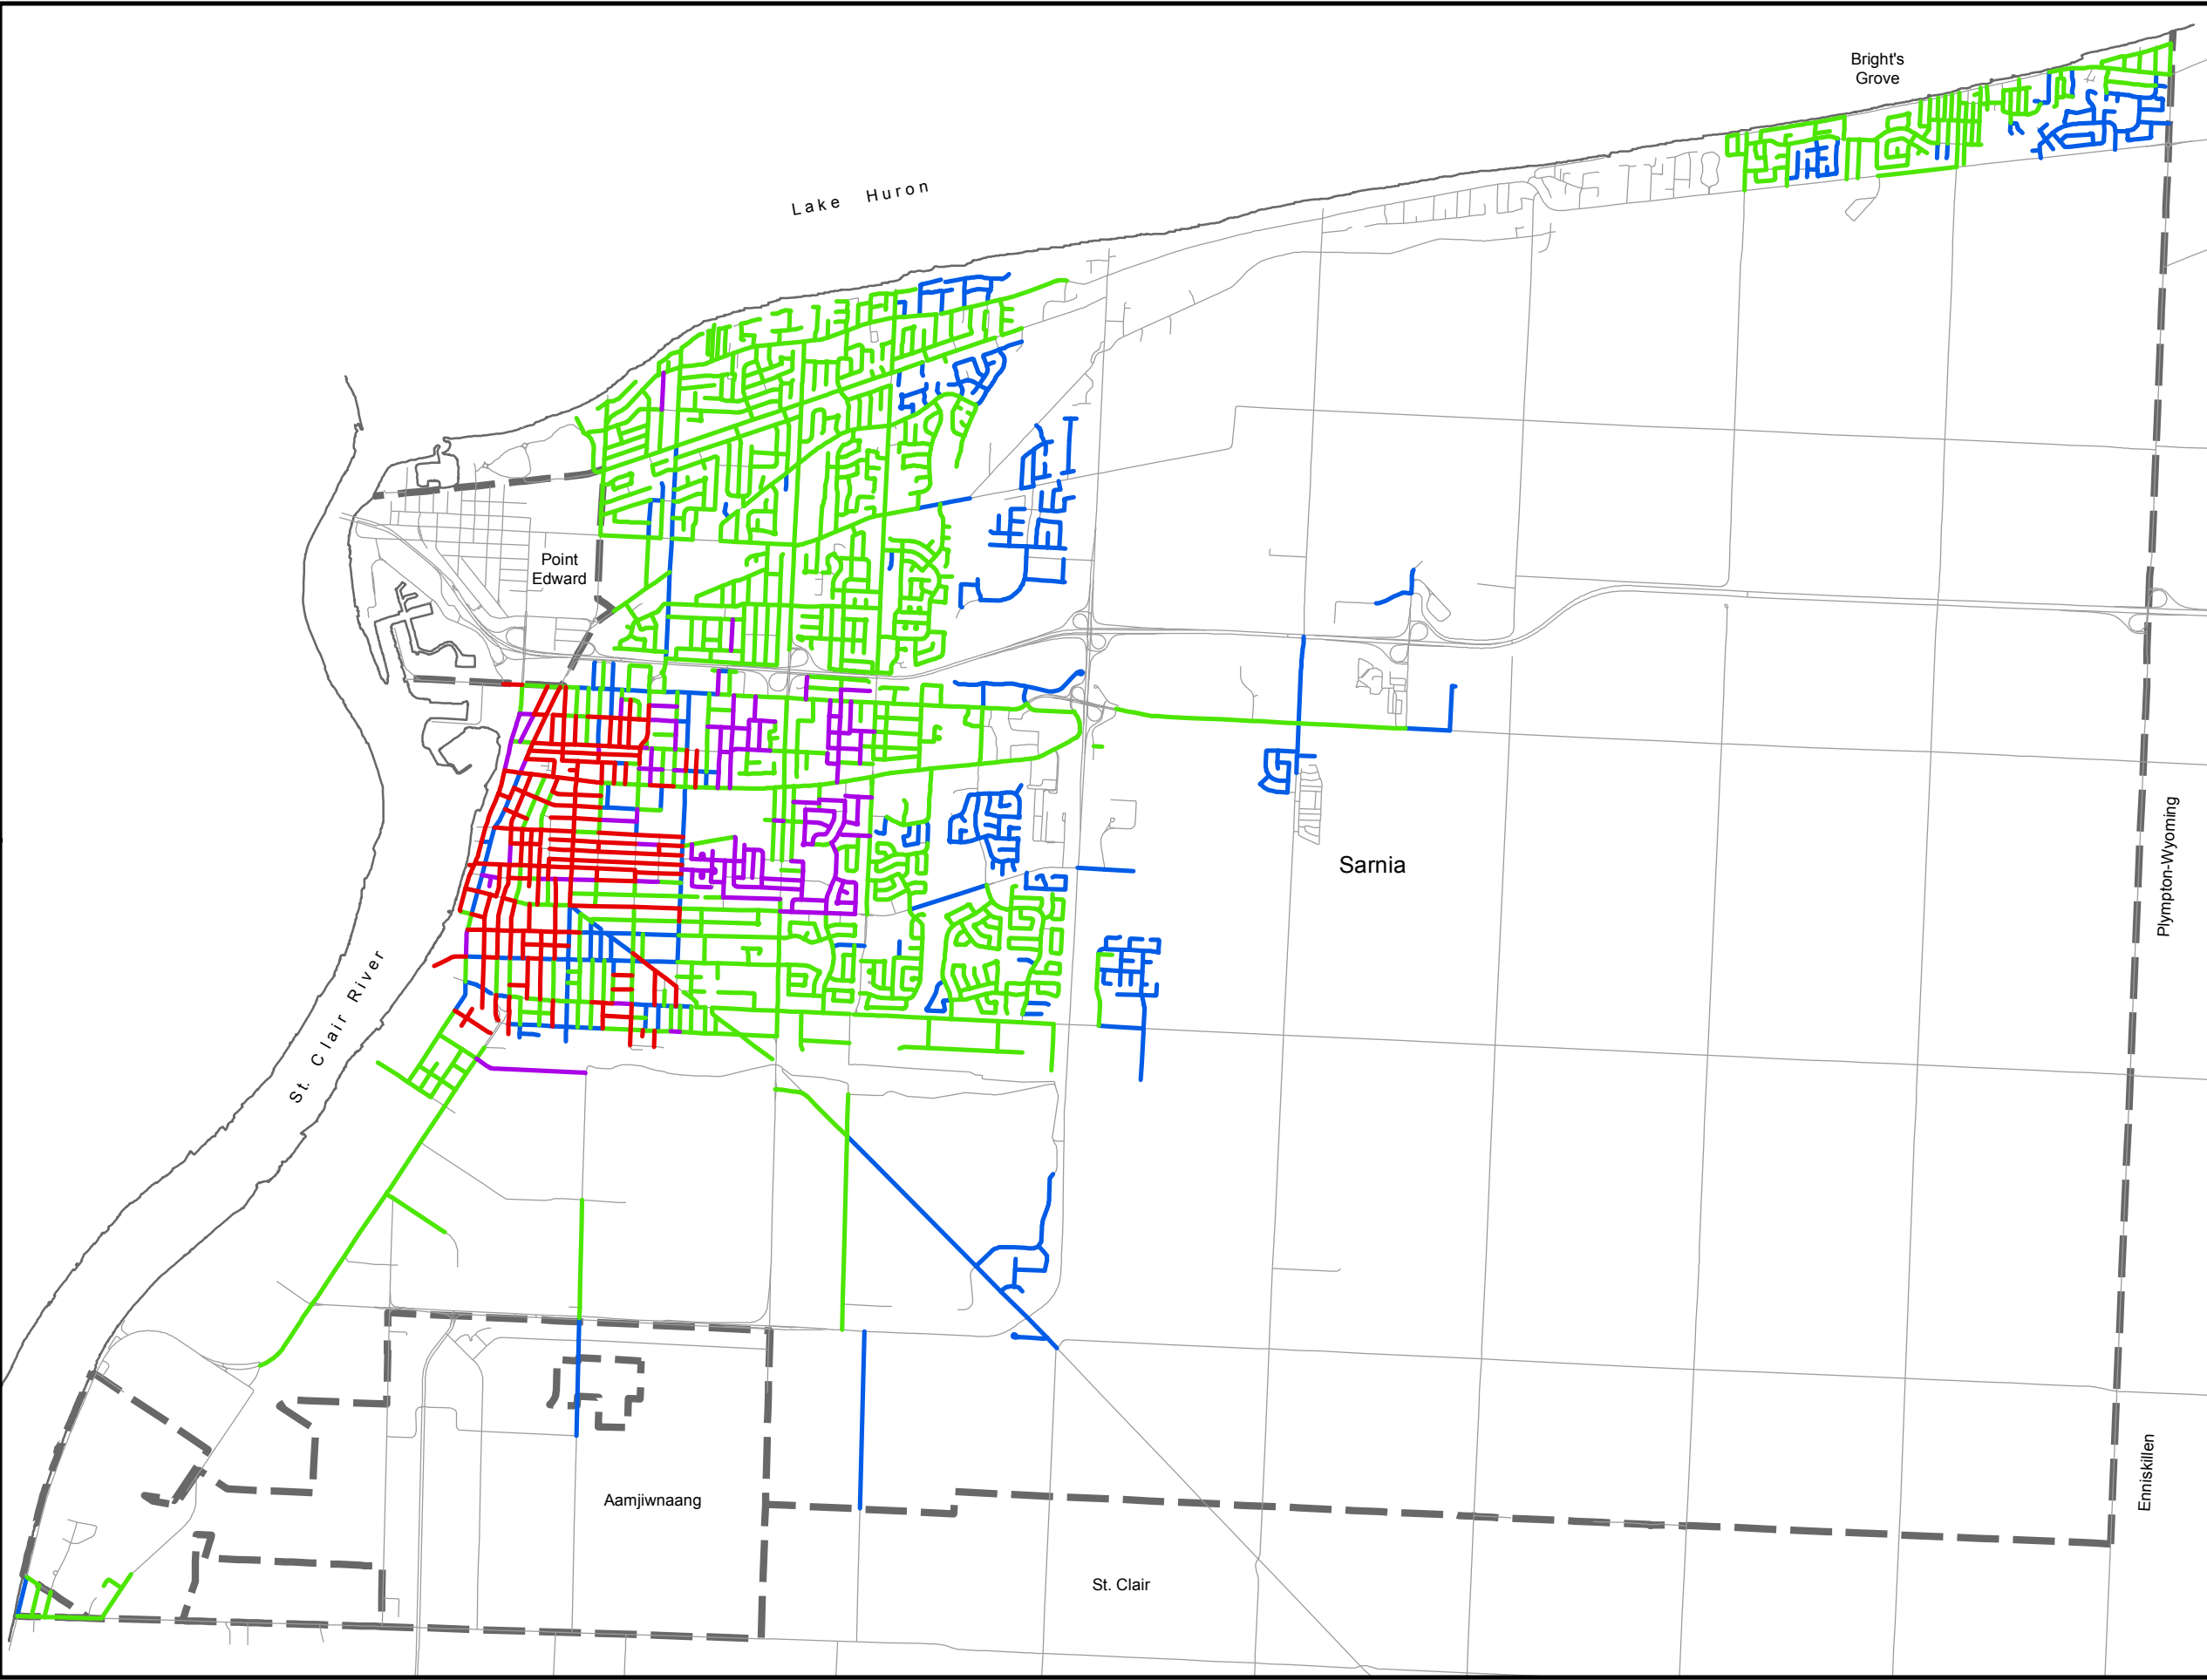 Bright's
Grove
Lake Huron
Point
Edward
Sarnia
Plympton-Wyoming
St. Clair River
Enniskillen
Aamjiwnaang
St. Clair